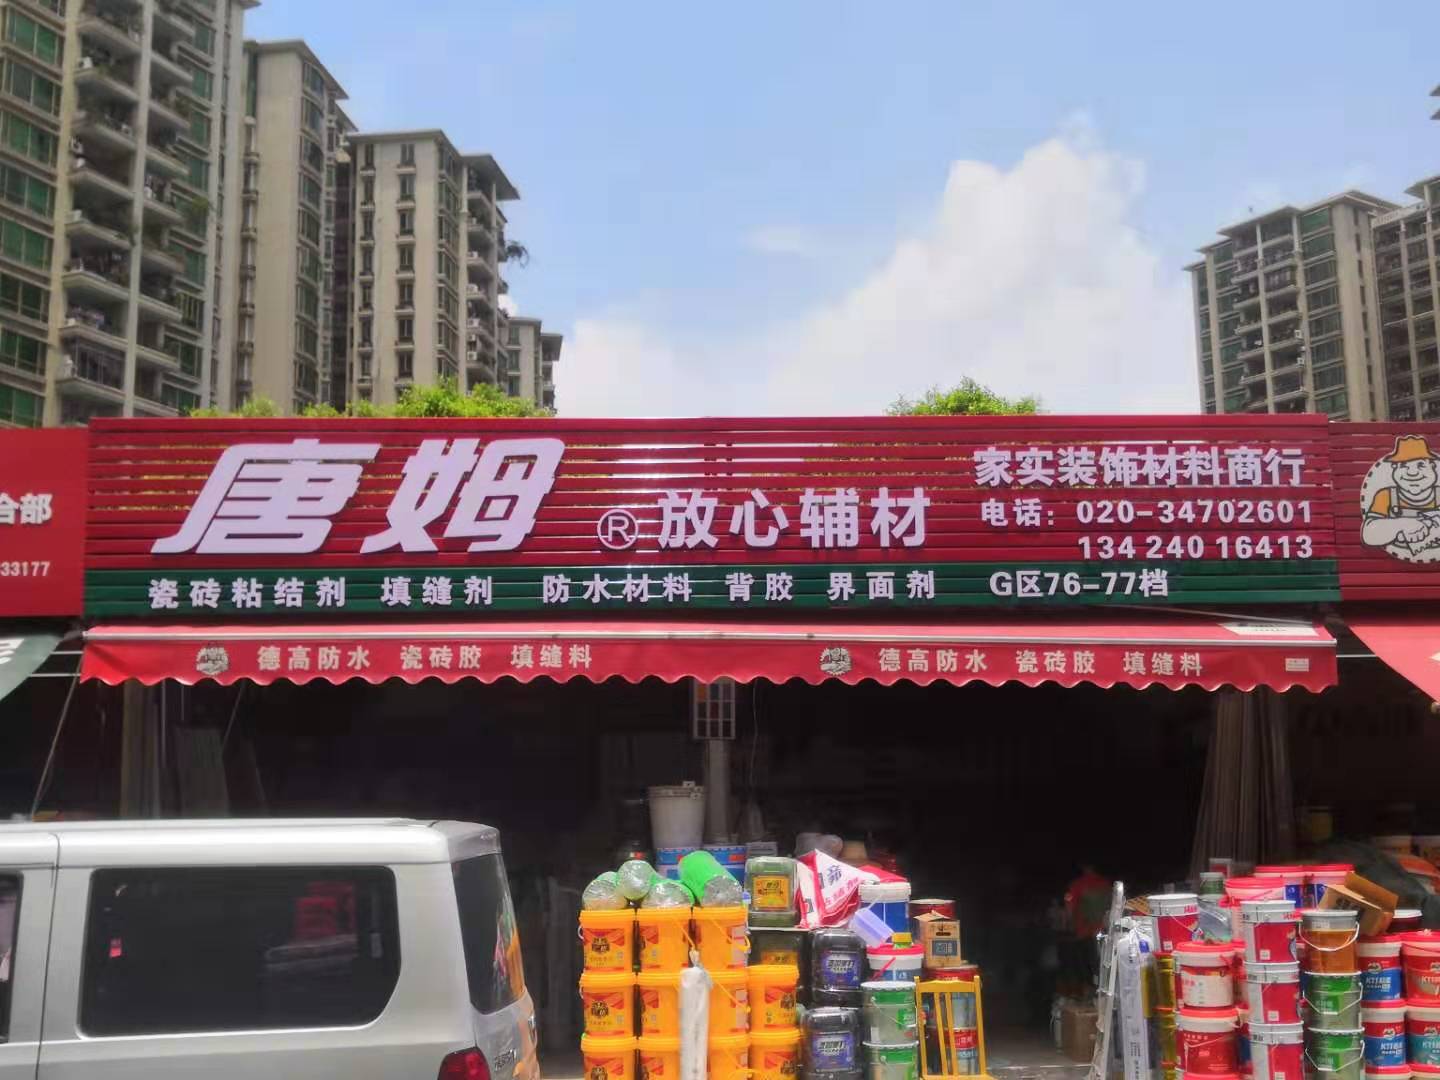 唐姆®放心辅材
家实装饰材料商行
电话：020-34702601
13424016413
瓷砖粘结剂 填缝剂 防水材料 背胶 界面剂 G区76-77档
德高防水 瓷砖胶 填缝料
德高防水 瓷砖胶 填缝料
合部
33177
K11
K11